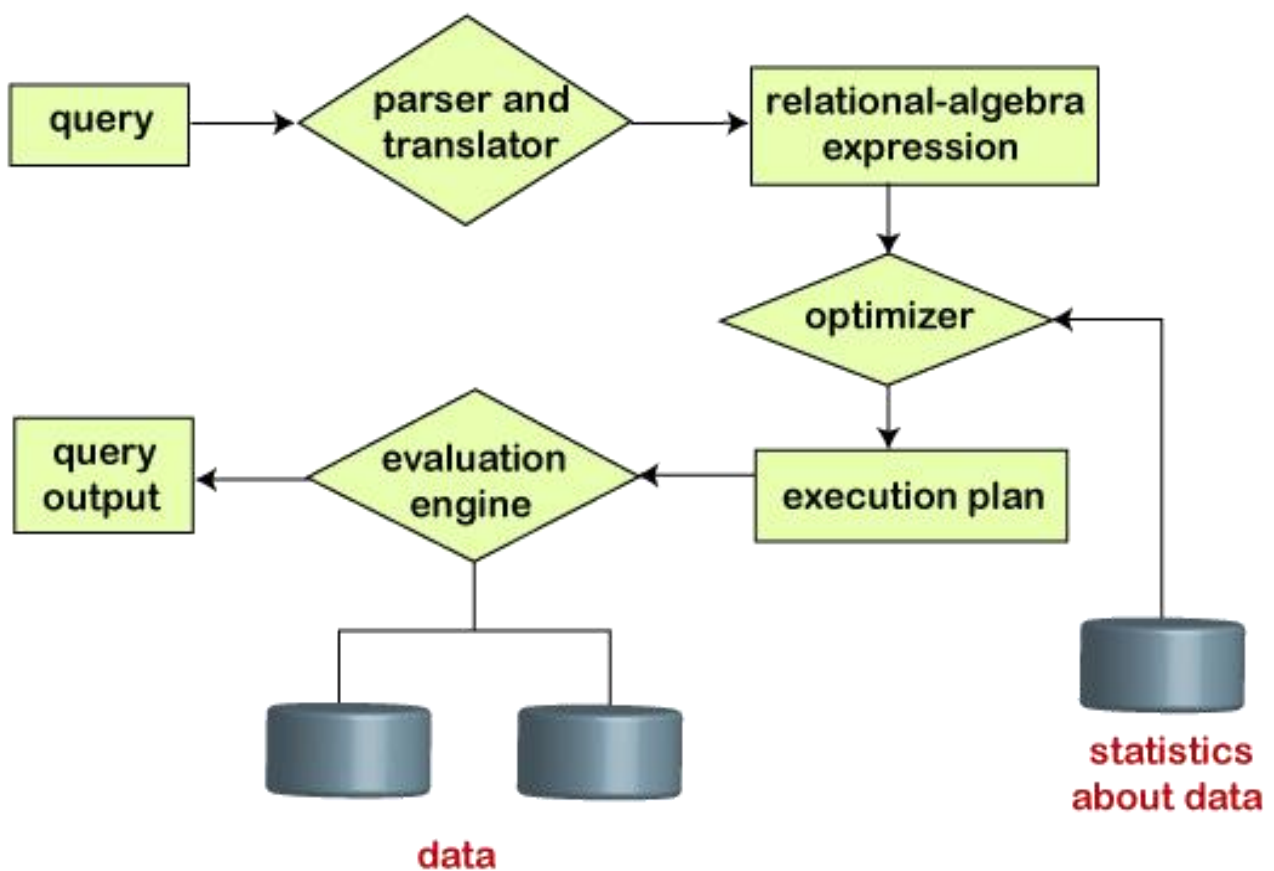 query
parser and
translator
relational-algebra
expression
optimizer
query
output
evaluation
engine
execution plan
statistics
about data
data